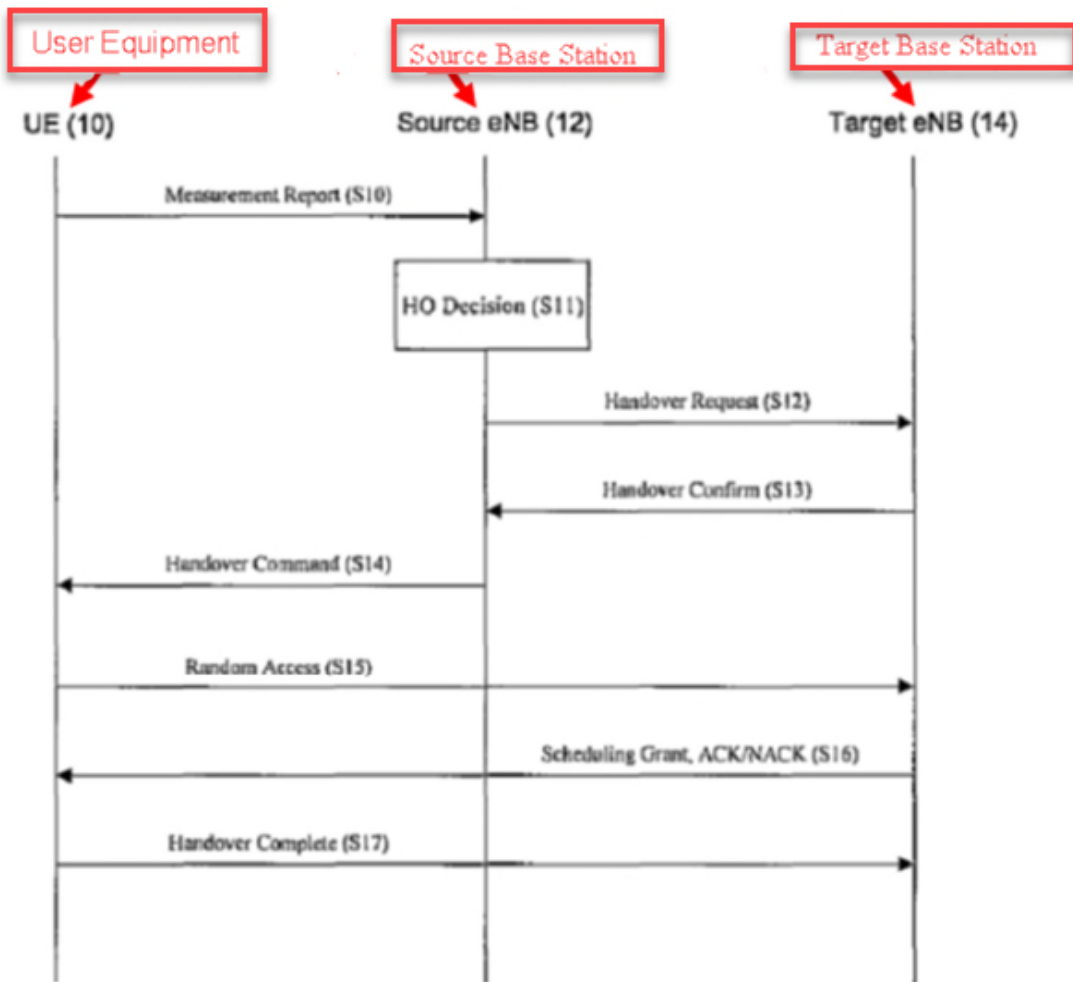 User Equipment
Source Base Station
Target Base Station
UE (10)
Source eNB (12)
Target eNB (14)
Measurement Report (S10)
HO Decision (S11)
Handover Request (S12)
Handover Confirm (S13)
Handover Command (S14)
Random Access (S15)
Scheduling Grant, ACK/NACK (S16)
Handover Complete (S17)